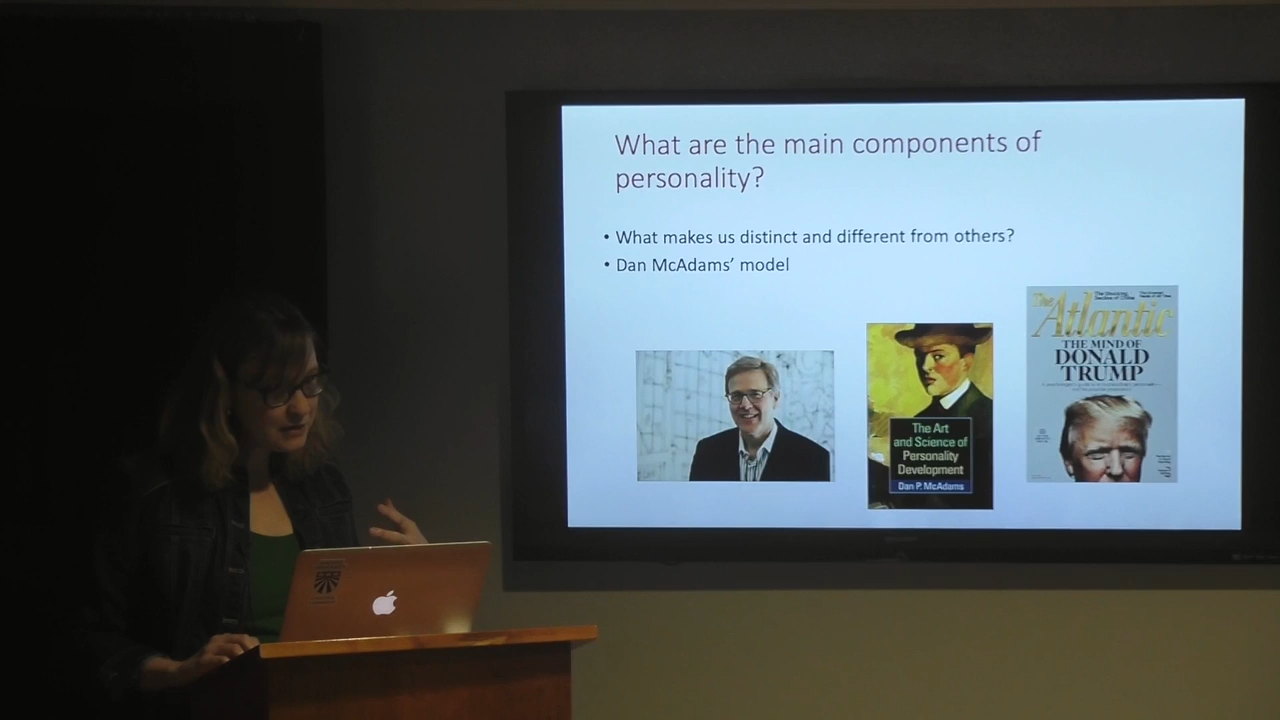 What are the main components of
personality?
• What makes us distinct and different from others?
• Dan McAdams’ model
The Art
and Science of
Personality
Development
Dan P. McAdams
The Atlantic
THE MIND OF
DONALD
TRUMP